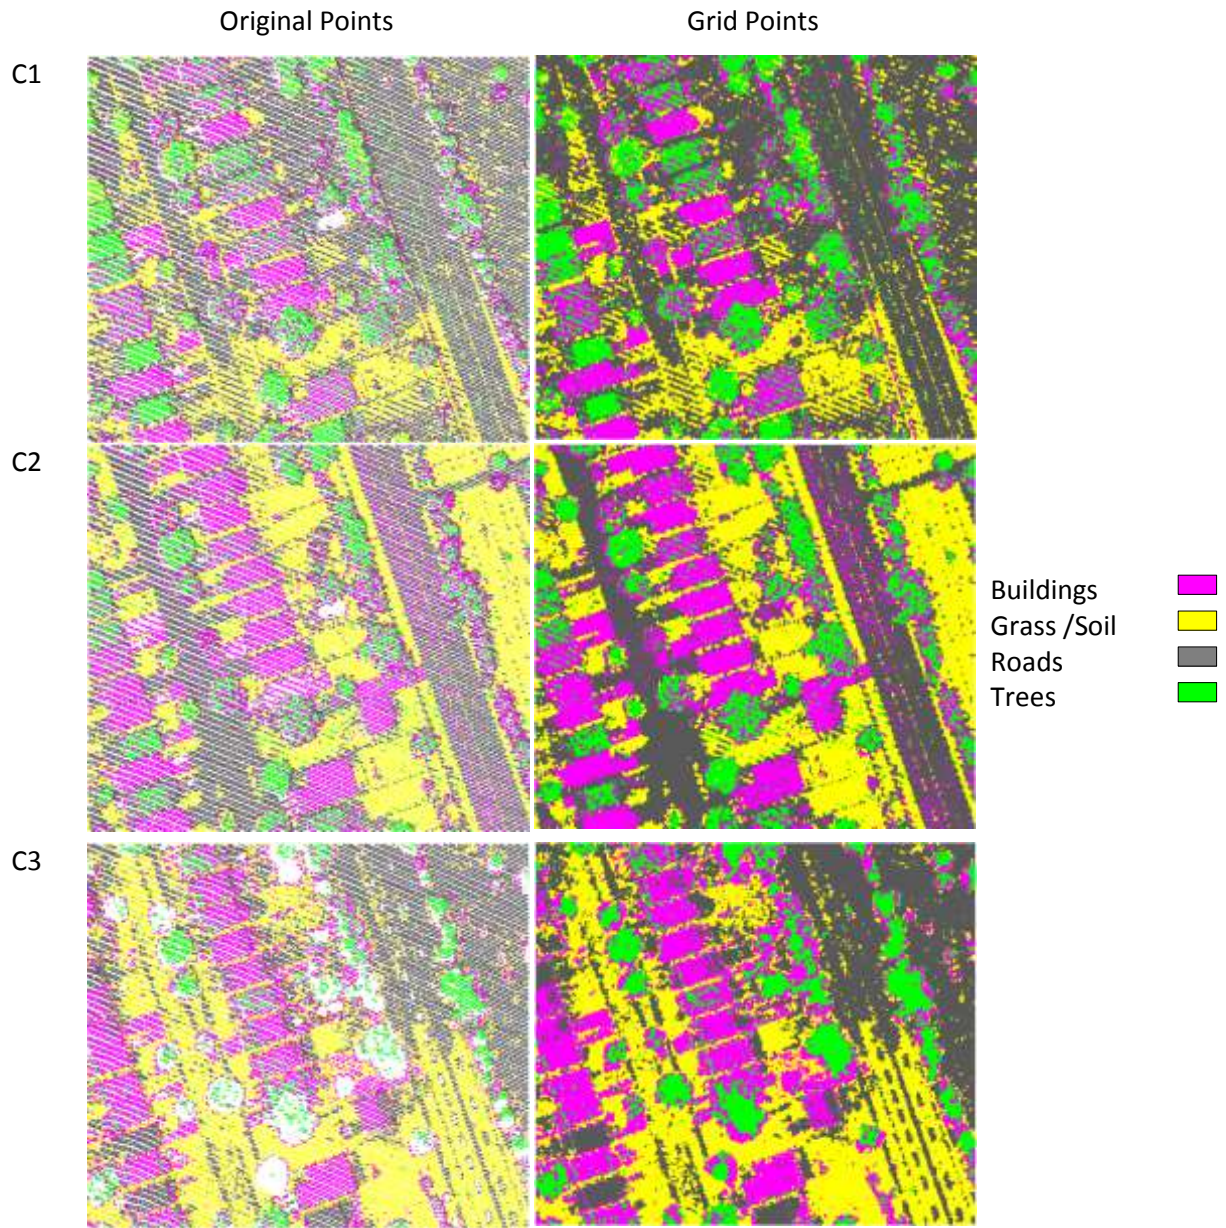 Original Points
Grid Points
C1
C2
Buildings
Grass /Soil
Roads
Trees
C3